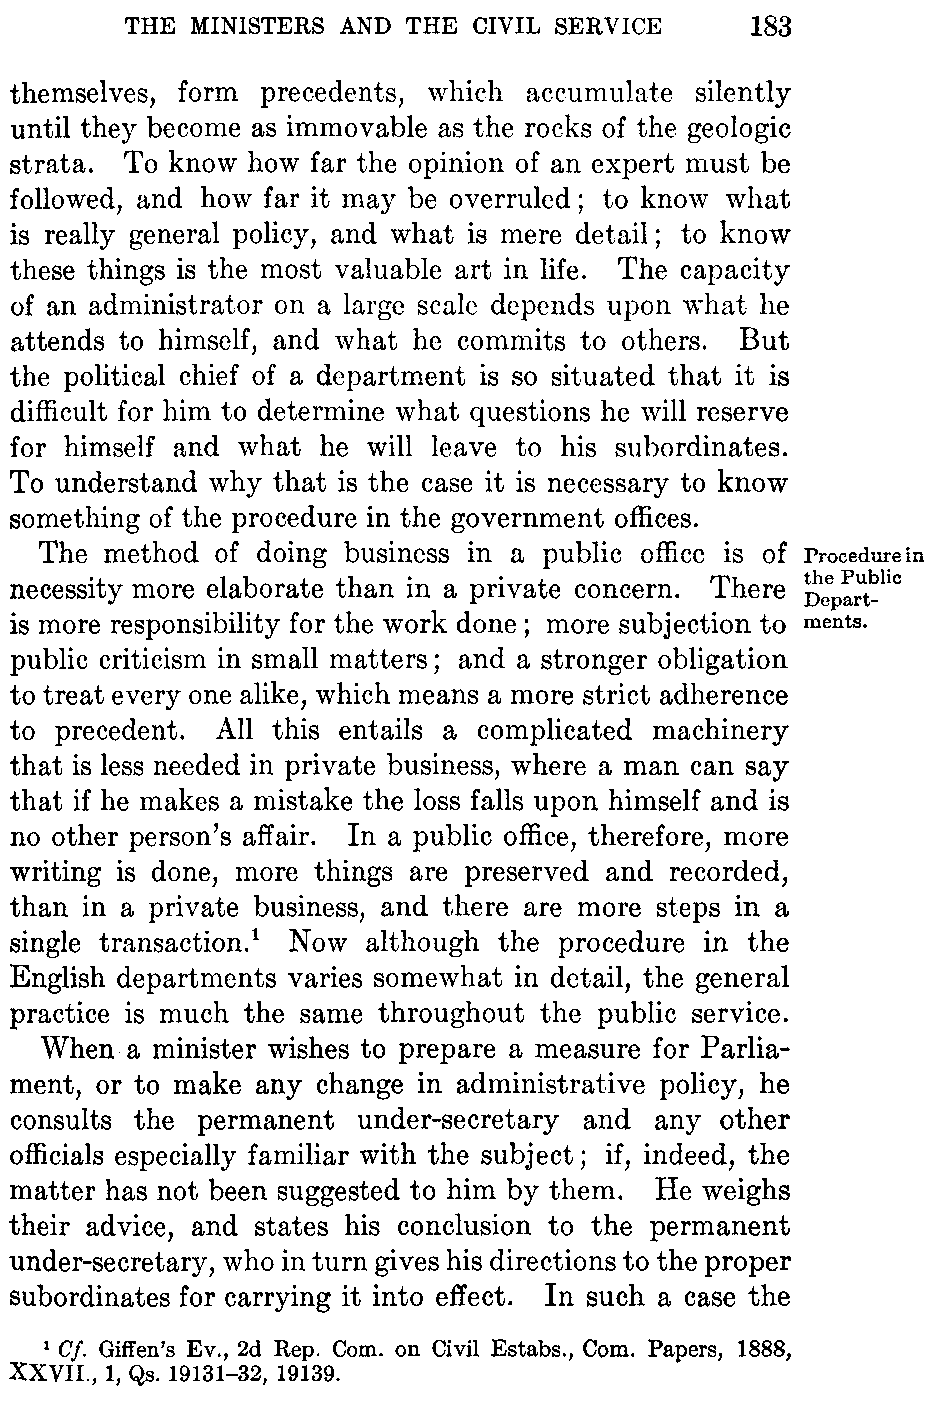 THE MINISTERS AND THE CIVIL SERVICE 183
themselves, form precedents, which accumulate silently
until they become as immovable as the rocks of the geologic
strata. To know how far the opinion of an expert must be
followed, and how far it may be overruled; to know what
is really general policy, and what is mere detail; to know
these things is the most valuable art in life. The capacity
of an administrator on a large scale depends upon what he
attends to himself, and what he commits to others. But
the political chief of a department is so situated that it is
difficult for him to determine what questions he will reserve
for himself and what he will leave to his subordinates.
To understand why that is the case it is necessary to know
something of the procedure in the government offices.
The method of doing business in a public office is of
necessity more elaborate than in a private concern. There
is more responsibility for the work done; more subjection to
public criticism in small matters; and a stronger obligation
to treat every one alike, which means a more strict adherence
to precedent. All this entails a complicated machinery
that is less needed in private business, where a man can say
that if he makes a mistake the loss falls upon himself and is
no other person's affair. In a public office, therefore, more
writing is done, more things are preserved and recorded,
than in a private business, and there are more steps in a
single transaction.¹ Now although the procedure in the
English departments varies somewhat in detail, the general
practice is much the same throughout the public service.
When a minister wishes to prepare a measure for Parlia-
ment, or to make any change in administrative policy, he
consults the permanent under-secretary and any other
officials especially familiar with the subject; if, indeed, the
matter has not been suggested to him by them. He weighs
their advice, and states his conclusion to the permanent
under-secretary, who in turn gives his directions to the proper
subordinates for carrying it into effect. In such a case the
Procedure in
the Public
Depart-
ments.
¹ Cf. Giffen's Ev., 2d Rep. Com. on Civil Estabs., Com. Papers, 1888,
XXVII., 1, Qs. 19131–32, 19139.